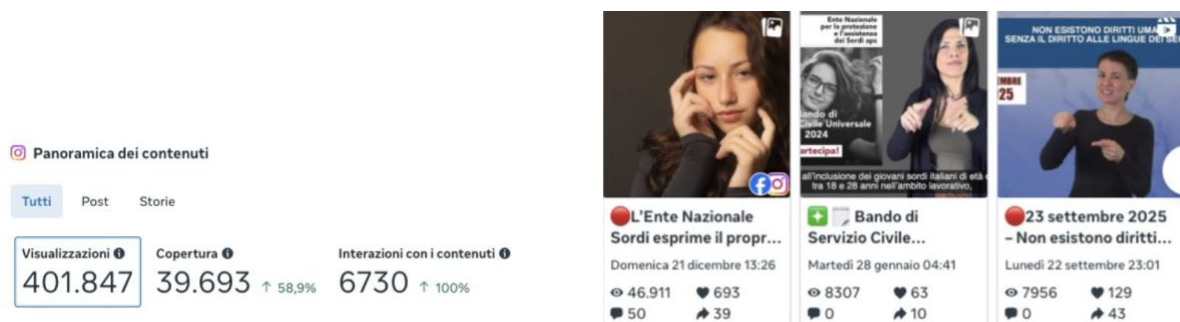 Panoramica dei contenuti
Tutti Post Storie
Visualizzazioni
401.847
Copertura
39.693 ↑ 58,9%
Interazioni con i contenuti
6730 ↑ 100%
L'Ente Nazionale
Sordi esprime il propr...
Domenica 21 dicembre 13:26
46.911 693
50 39
Ente Nazionale
per la protezione
e l'assistenza
dei Sordi aps
ando di
Civile Universale
2024
artecipa!
all'inclusione dei giovani sordi italiani di età
tra 18 e 28 anni nell'ambito lavorativo,
Bando di
Servizio Civile...
Martedì 28 gennaio 04:41
8307 63
0 10
NON ESISTONO DIRITTI UMA
SENZA IL DIRITTO ALLE LINGUE DEI SE
EMBRE
25
23 settembre 2025
– Non esistono diritti...
Lunedì 22 settembre 23:01
7956 129
0 43